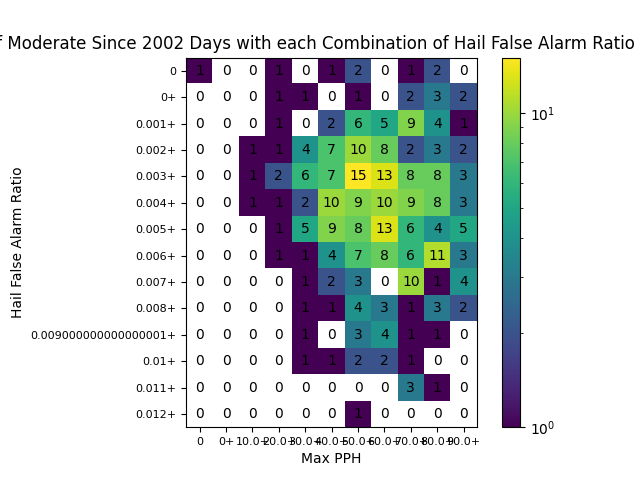 Moderate Since 2002 Days with each Combination of Hail False Alarm Ratio
0 1 0 0 1 0 1 2 0 1 2 0
0+ 0 0 0 1 1 0 1 0 2 3 2
0.001+ 0 0 0 1 0 2 6 5 9 4 1
0.002+ 0 0 1 1 4 7 10 8 2 3 2
0.003+ 0 0 1 2 6 7 15 13 8 8 3
0.004+ 0 0 1 1 2 10 9 10 9 8 3
0.005+ 0 0 0 1 5 9 8 13 6 4 5
0.006+ 0 0 0 1 1 4 7 8 6 11 3
0.007+ 0 0 0 0 1 2 3 0 10 1 4
0.008+ 0 0 0 0 1 1 4 3 1 3 2
0.009000000000000001+ 0 0 0 0 1 0 3 4 1 1 0
0.01+ 0 0 0 0 1 1 2 2 1 0 0
0.011+ 0 0 0 0 0 0 0 0 3 1 0
0.012+ 0 0 0 0 0 0 1 0 0 0 0
0 0+ 10.0+ 20.0+ 30.0+ 40.0+ 50.0+ 60.0+ 70.0+ 80.0+ 90.0+
Max PPH
Hail False Alarm Ratio
10¹
10⁰